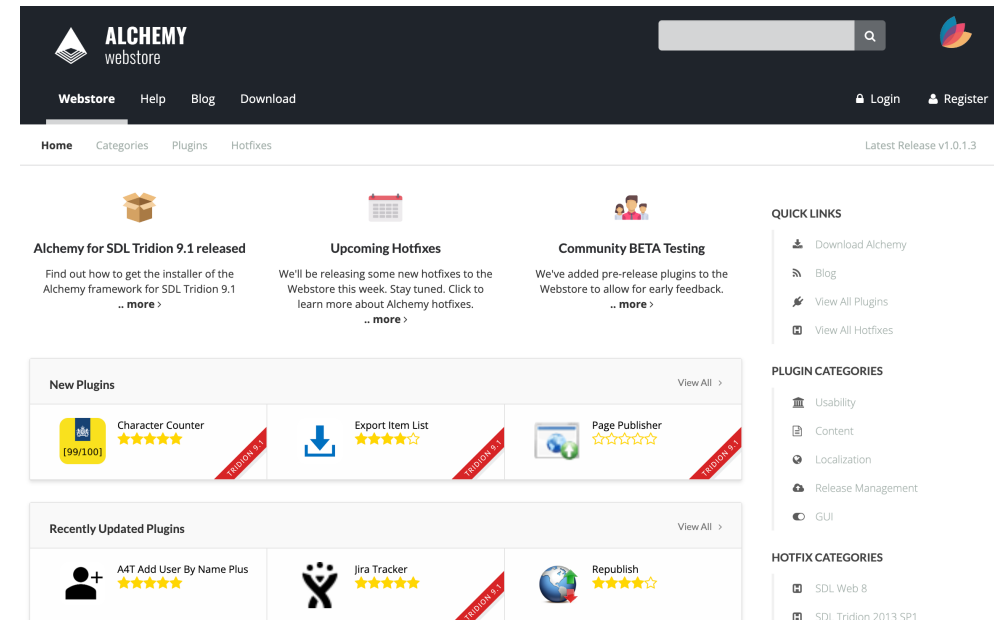 ALCHEMY
webstore
Webstore
Help
Blog
Download
Login
Register
Home
Categories
Plugins
Hotfixes
Latest Release v1.0.1.3
Alchemy for SDL Tridion 9.1 released
Find out how to get the installer of the
Alchemy framework for SDL Tridion 9.1
.. more ›
Upcoming Hotfixes
We'll be releasing some new hotfixes to the
Webstore this week. Stay tuned. Click to
learn more about Alchemy hotfixes.
.. more ›
Community BETA Testing
We've added pre-release plugins to the
Webstore to allow for early feedback.
.. more ›
New Plugins
View All ›
[99/100]
Character Counter
TRIDION 9.1
Export Item List
TRIDION 9.1
Page Publisher
TRIDION 9.1
Recently Updated Plugins
View All ›
A4T Add User By Name Plus
Jira Tracker
TRIDION 9.1
Republish
QUICK LINKS
Download Alchemy
Blog
View All Plugins
View All Hotfixes
PLUGIN CATEGORIES
Usability
Content
Localization
Release Management
GUI
HOTFIX CATEGORIES
SDL Web 8
SDL Tridion 2013 SP1